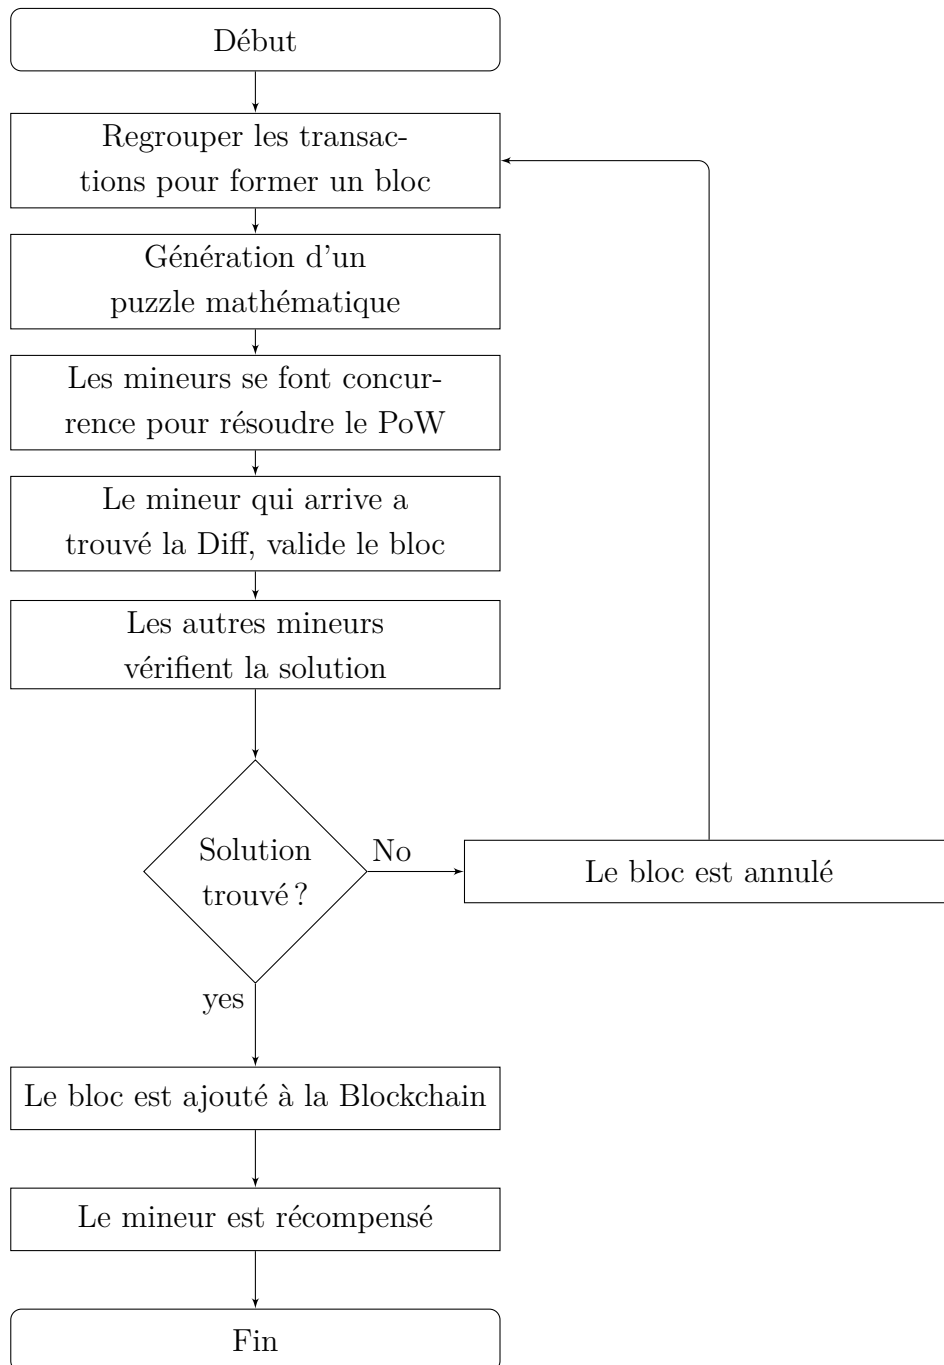 Début
Regrouper les transac-
tions pour former un bloc
Génération d'un
puzzle mathématique
Les mineurs se font concur-
rence pour résoudre le PoW
Le mineur qui arrive a
trouvé la Diff, valide le bloc
Les autres mineurs
vérifient la solution
Solution
trouvé ?
No
Le bloc est annulé
yes
Le bloc est ajouté à la Blockchain
Le mineur est récompensé
Fin